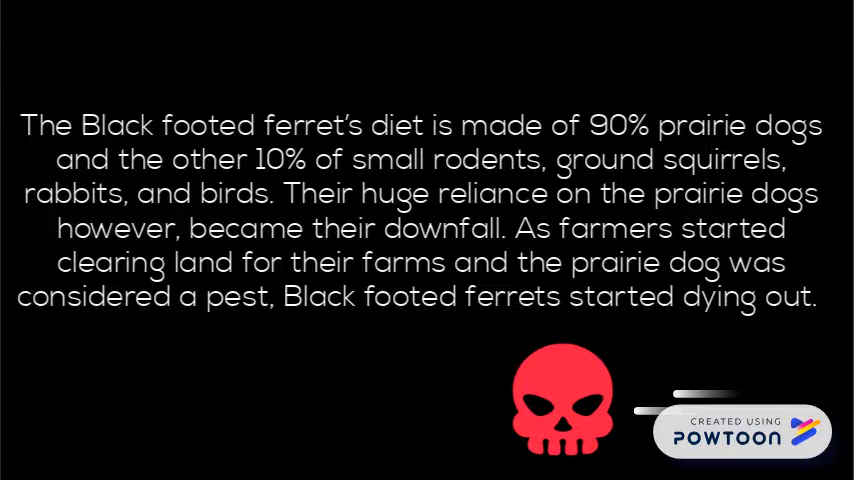 The Black footed ferret's diet is made of 90% prairie dogs
and the other 10% of small rodents, ground squirrels,
rabbits, and birds. Their huge reliance on the prairie dogs
however, became their downfall. As farmers started
clearing land for their farms and the prairie dog was
considered a pest, Black footed ferrets started dying out.
CREATED USING
POWTOON